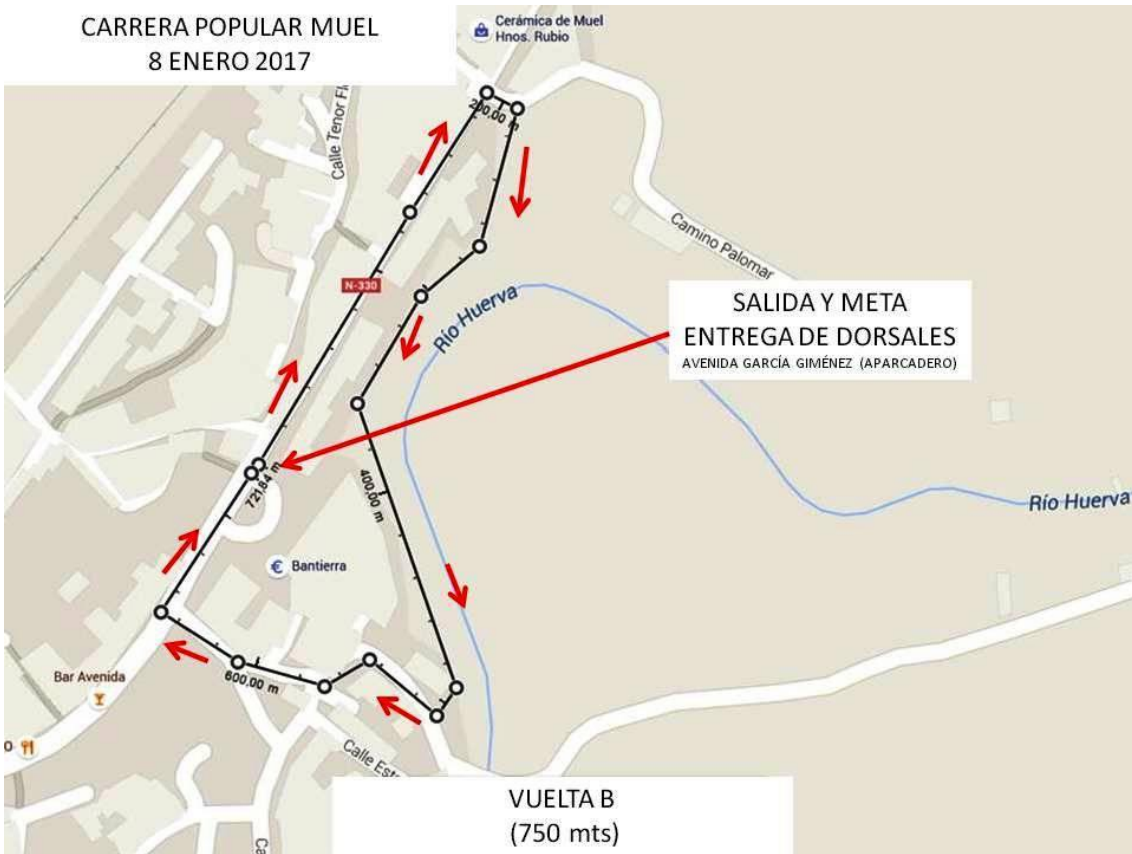 CARRERA POPULAR MUEL
8 ENERO 2017
Cerámica de Muel
Hnos. Rubio
200,00 m
Calle Tenor
Camino Palomar
N-330
Río Huerva
SALIDA Y META
ENTREGA DE DORSALES
AVENIDA GARCÍA GIMÉNEZ (APARCADERO)
721,84 m
400,00 m
Río Huerva
€ Bantierra
Bar Avenida
600,00 m
Calle
VUELTA B
(750 mts)